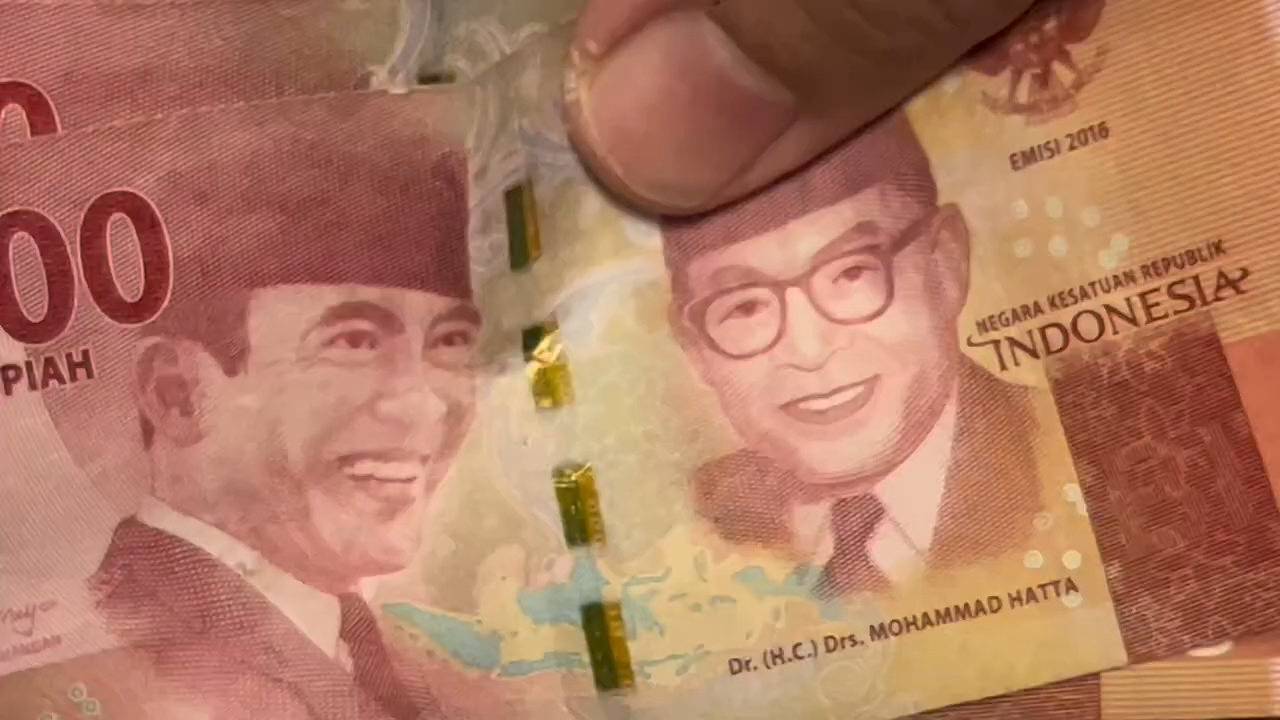 00
PIAH
EMISI 2016
NEGARA KESATUAN REPUBLIK
INDONESIA
Dr. (H.C.) Drs. MOHAMMAD HATTA